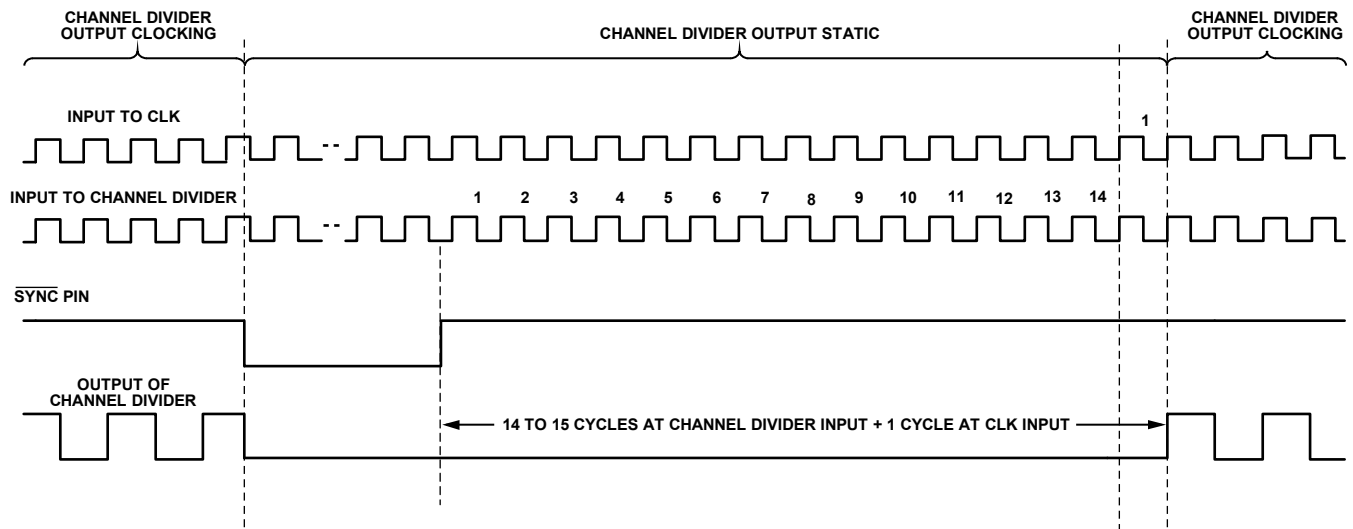 CHANNEL DIVIDER
OUTPUT CLOCKING
CHANNEL DIVIDER OUTPUT STATIC
CHANNEL DIVIDER
OUTPUT CLOCKING
INPUT TO CLK
1
INPUT TO CHANNEL DIVIDER
1 2 3 4 5 6 7 8 9 10 11 12 13 14
SYNC PIN
OUTPUT OF
CHANNEL DIVIDER
14 TO 15 CYCLES AT CHANNEL DIVIDER INPUT + 1 CYCLE AT CLK INPUT